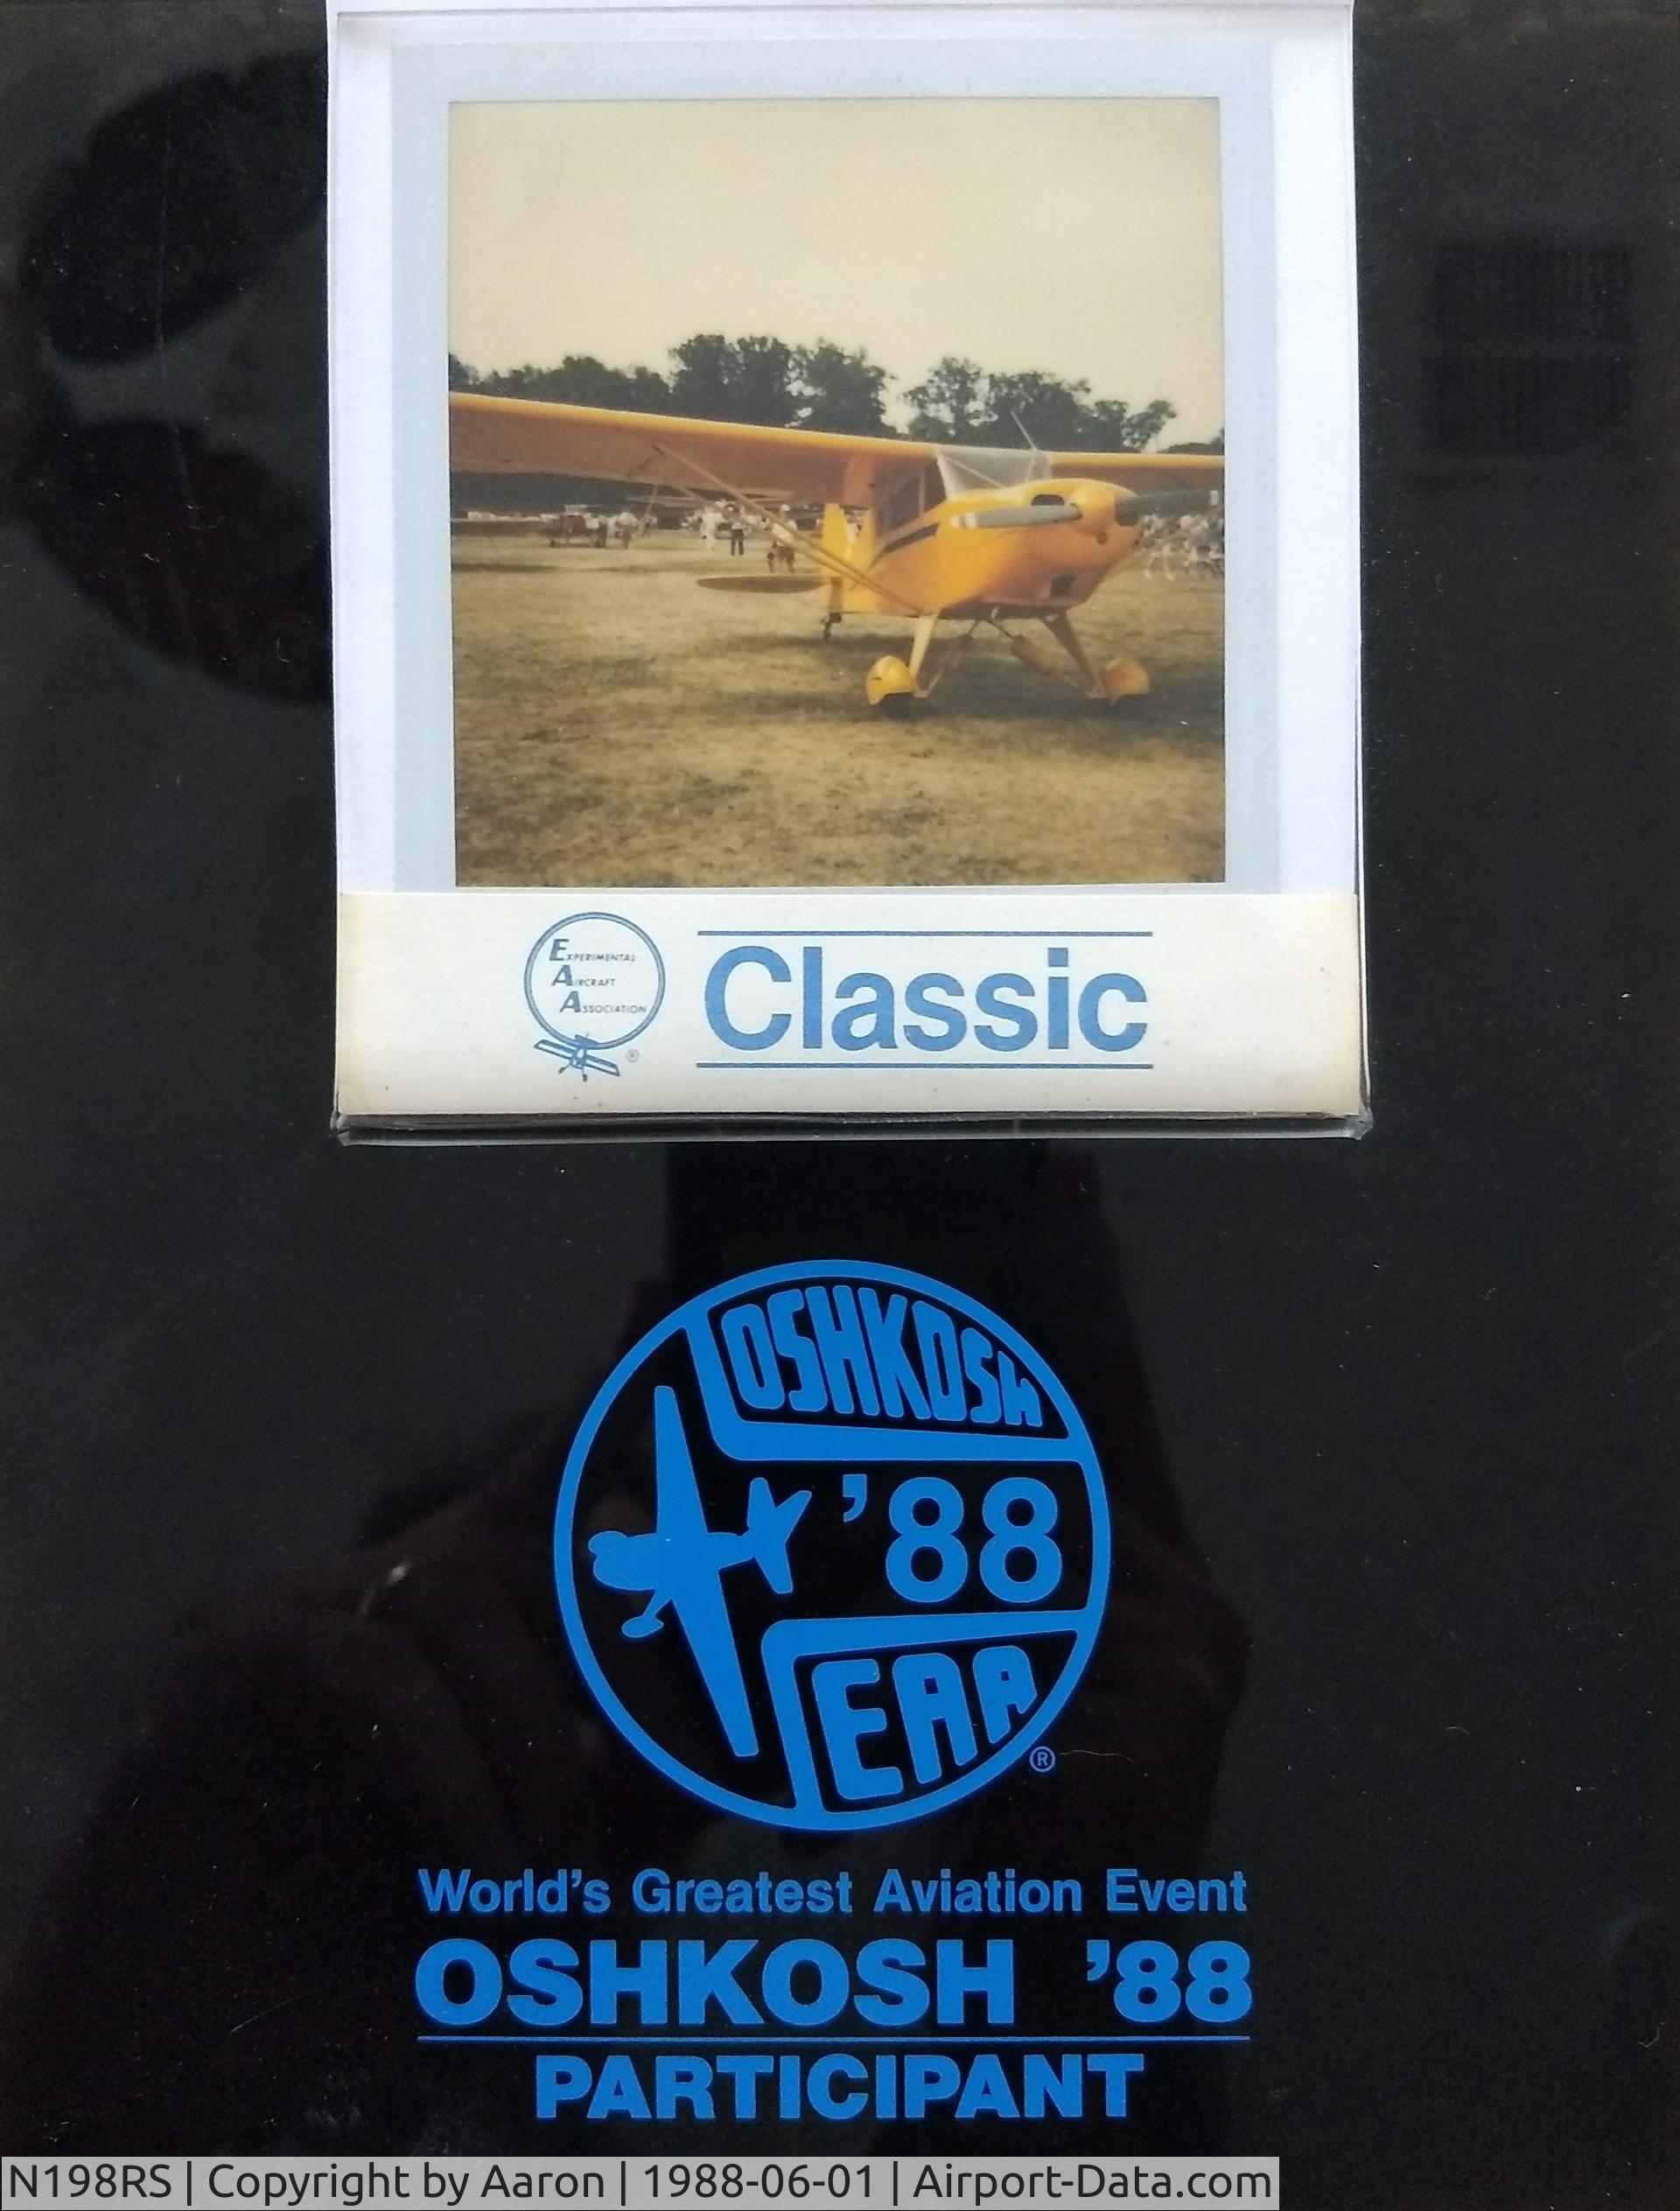 EXPERIMENTAL
AIRCRAFT
ASSOCIATION
®
Classic
OSHKOSH
'88
EAA
®
World's Greatest Aviation Event
OSHKOSH '88
PARTICIPANT
N198RS | Copyright by Aaron | 1988-06-01 | Airport-Data.com